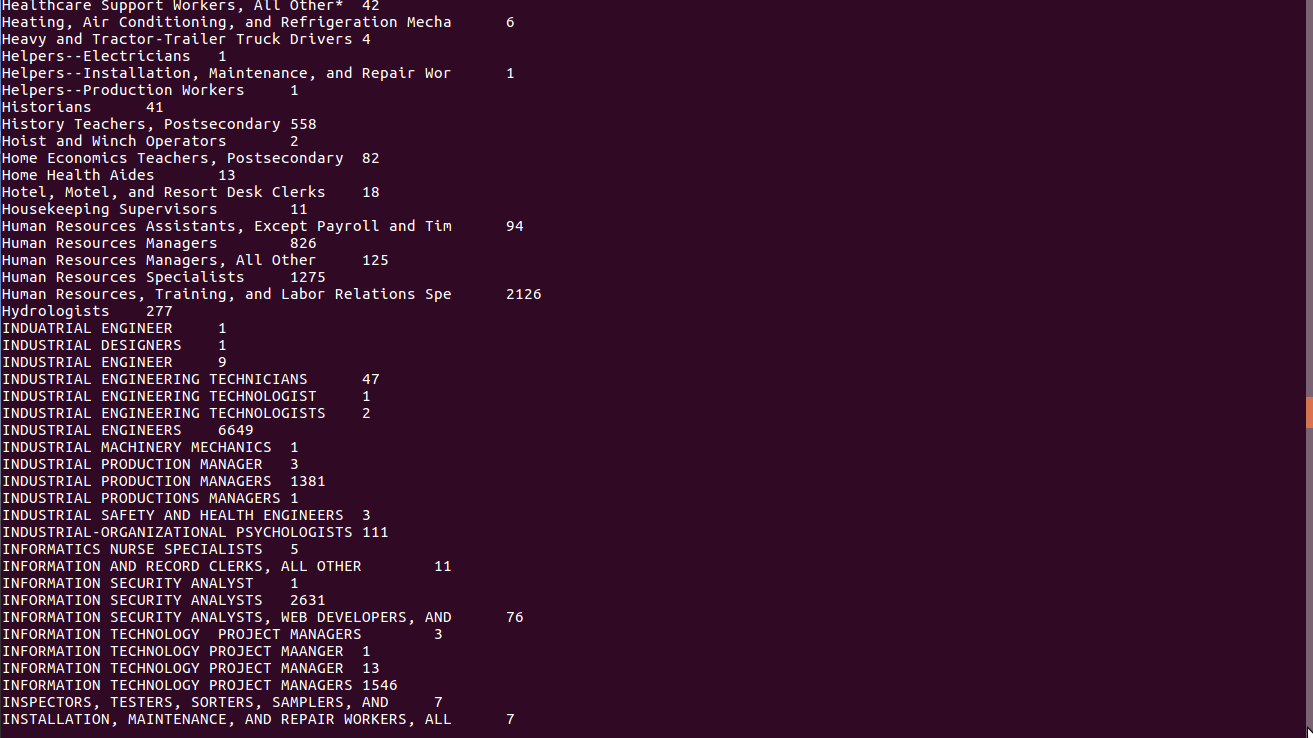 Healthcare Support Workers, All Other*  42
Heating, Air Conditioning, and Refrigeration Mecha      6
Heavy and Tractor-Trailer Truck Drivers 4
Helpers--Electricians   1
Helpers--Installation, Maintenance, and Repair Wor      1
Helpers--Production Workers     1
Historians      41
History Teachers, Postsecondary 558
Hoist and Winch Operators       2
Home Economics Teachers, Postsecondary  82
Home Health Aides       13
Hotel, Motel, and Resort Desk Clerks    18
Housekeeping Supervisors        11
Human Resources Assistants, Except Payroll and Tim      94
Human Resources Managers        826
Human Resources Managers, All Other     125
Human Resources Specialists     1275
Human Resources, Training, and Labor Relations Spe      2126
Hydrologists    277
INDUATRIAL ENGINEER     1
INDUSTRIAL DESIGNERS    1
INDUSTRIAL ENGINEER     9
INDUSTRIAL ENGINEERING TECHNICIANS      47
INDUSTRIAL ENGINEERING TECHNOLOGIST     1
INDUSTRIAL ENGINEERING TECHNOLOGISTS    2
INDUSTRIAL ENGINEERS    6649
INDUSTRIAL MACHINERY MECHANICS  1
INDUSTRIAL PRODUCTION MANAGER   3
INDUSTRIAL PRODUCTION MANAGERS  1381
INDUSTRIAL PRODUCTIONS MANAGERS 1
INDUSTRIAL SAFETY AND HEALTH ENGINEERS  3
INDUSTRIAL-ORGANIZATIONAL PSYCHOLOGISTS 111
INFORMATICS NURSE SPECIALISTS   5
INFORMATION AND RECORD CLERKS, ALL OTHER        11
INFORMATION SECURITY ANALYST    1
INFORMATION SECURITY ANALYSTS   2631
INFORMATION SECURITY ANALYSTS, WEB DEVELOPERS, AND      76
INFORMATION TECHNOLOGY  PROJECT MANAGERS        3
INFORMATION TECHNOLOGY PROJECT MAANGER  1
INFORMATION TECHNOLOGY PROJECT MANAGER  13
INFORMATION TECHNOLOGY PROJECT MANAGERS 1546
INSPECTORS, TESTERS, SORTERS, SAMPLERS, AND     7
INSTALLATION, MAINTENANCE, AND REPAIR WORKERS, ALL      7